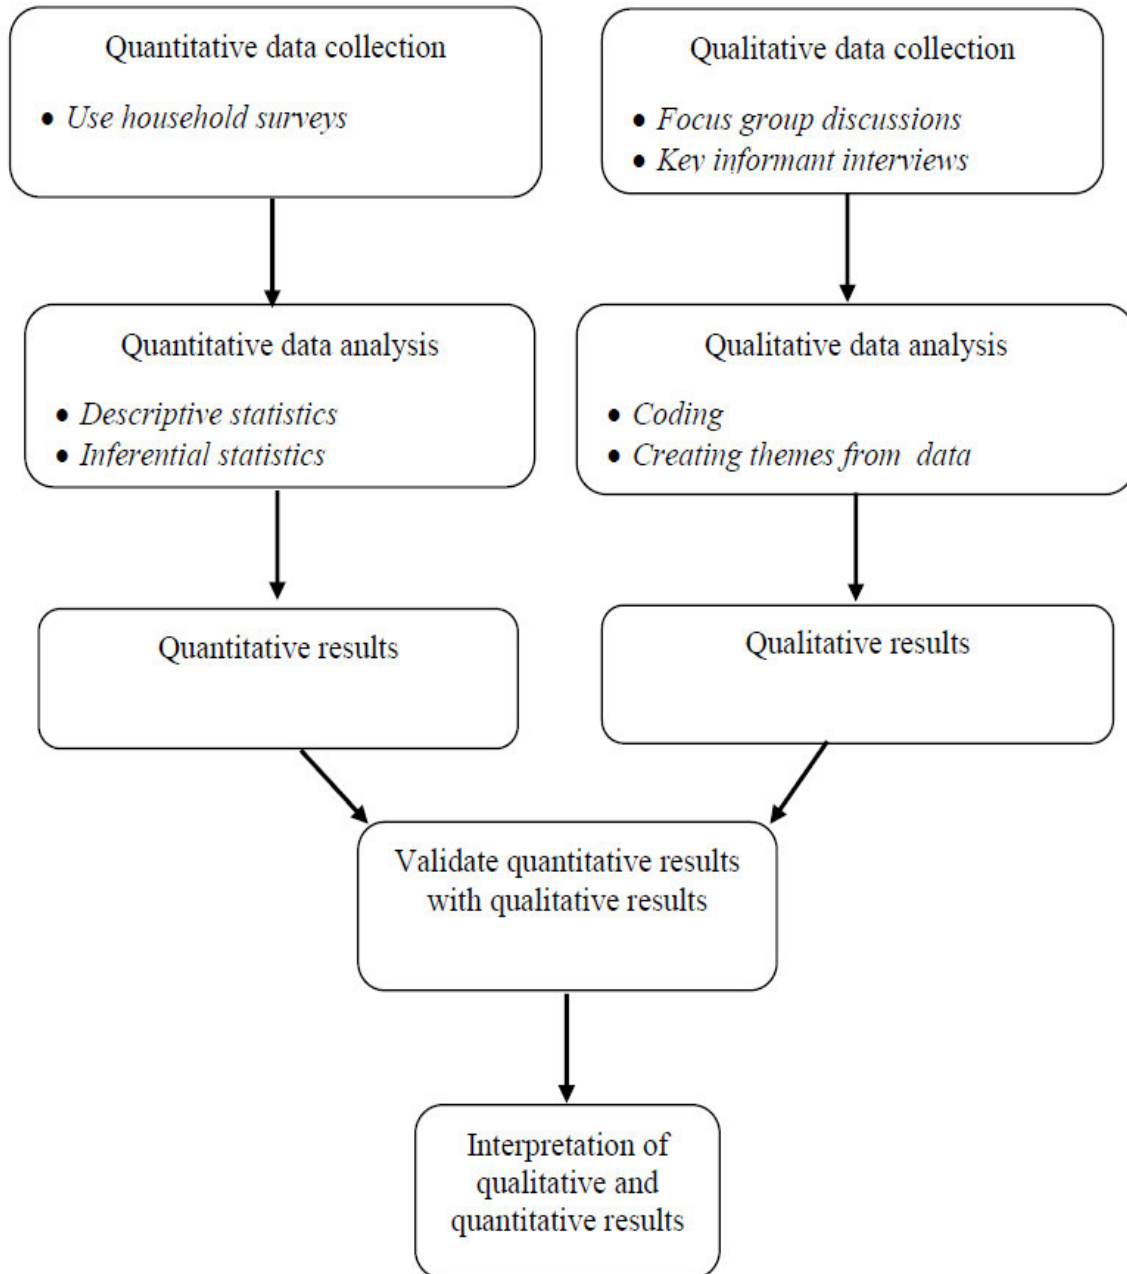 Quantitative data collection
• Use household surveys
Qualitative data collection
• Focus group discussions
• Key informant interviews
Quantitative data analysis
• Descriptive statistics
• Inferential statistics
Qualitative data analysis
• Coding
• Creating themes from data
Quantitative results
Qualitative results
Validate quantitative results
with qualitative results
Interpretation of
qualitative and
quantitative results